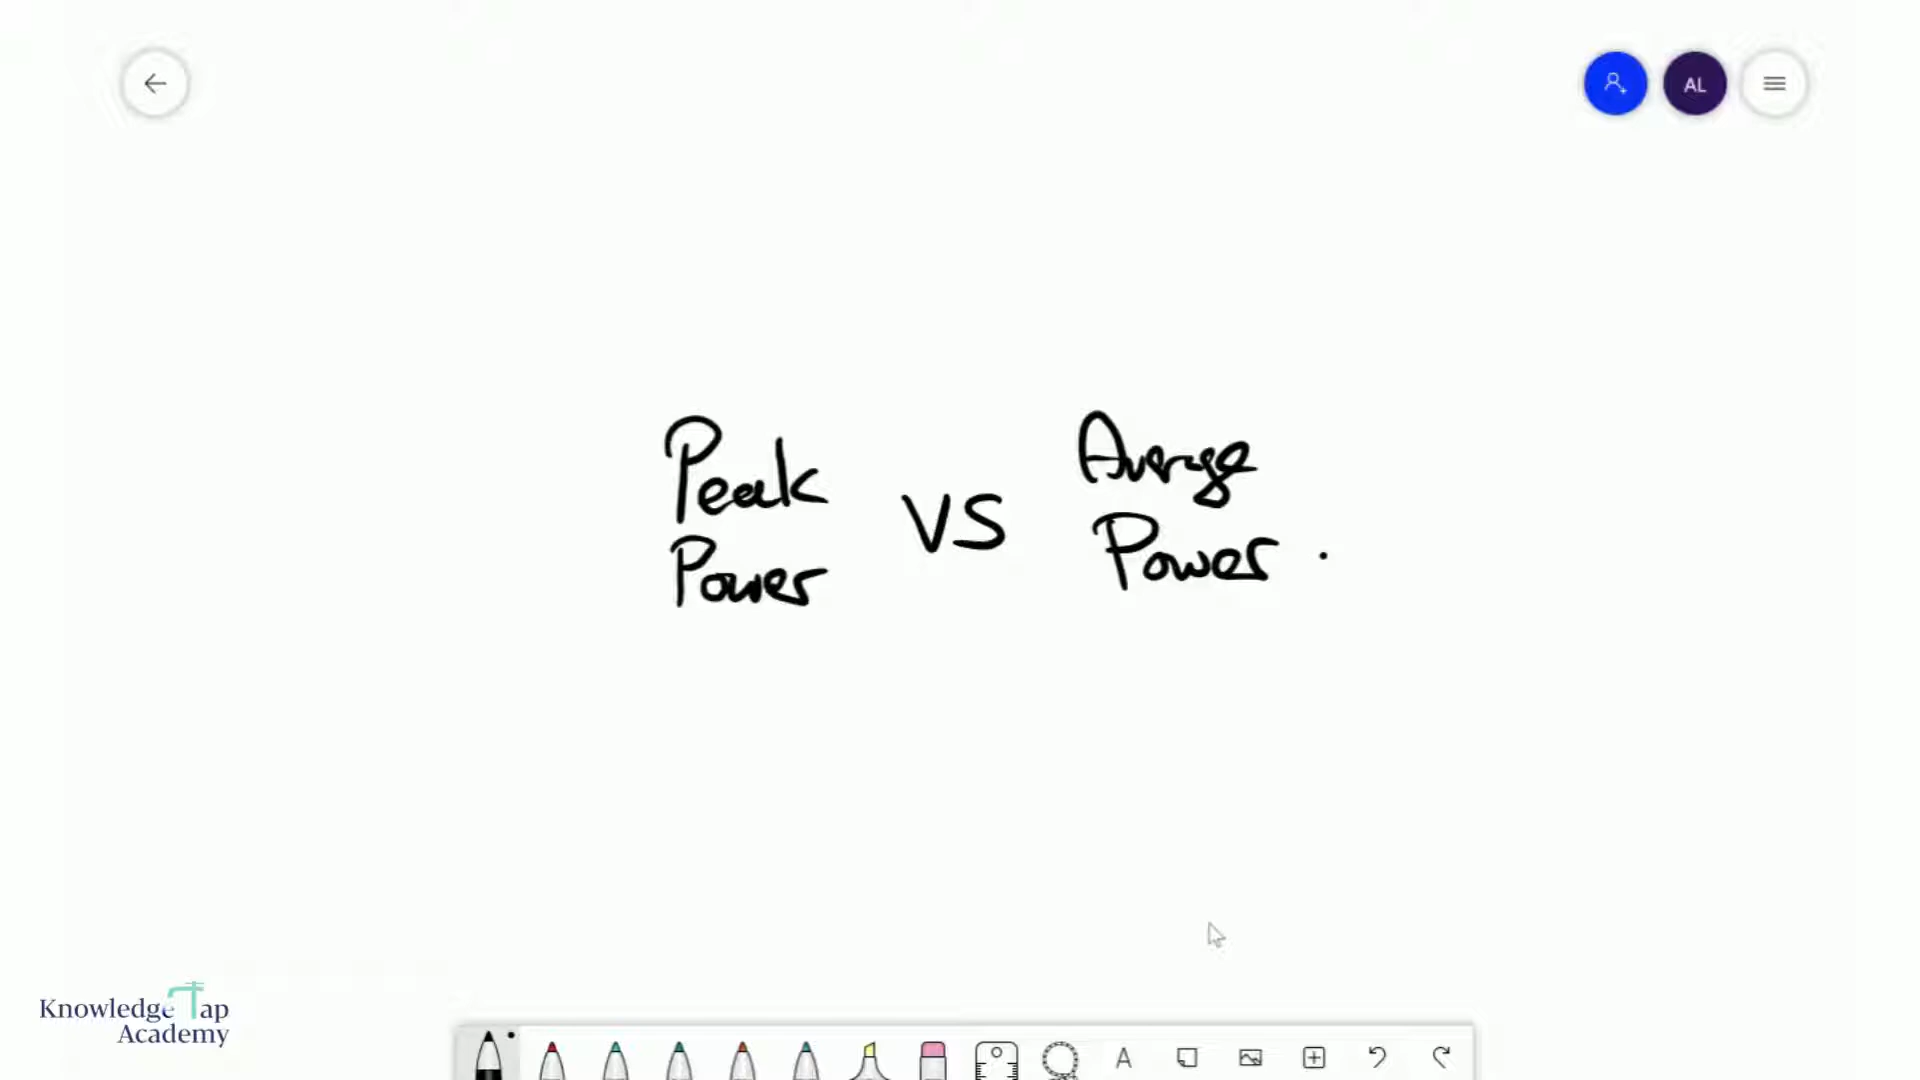 AL
Peak
Power
vs
Average
Power .
Knowledge Tap
Academy
A